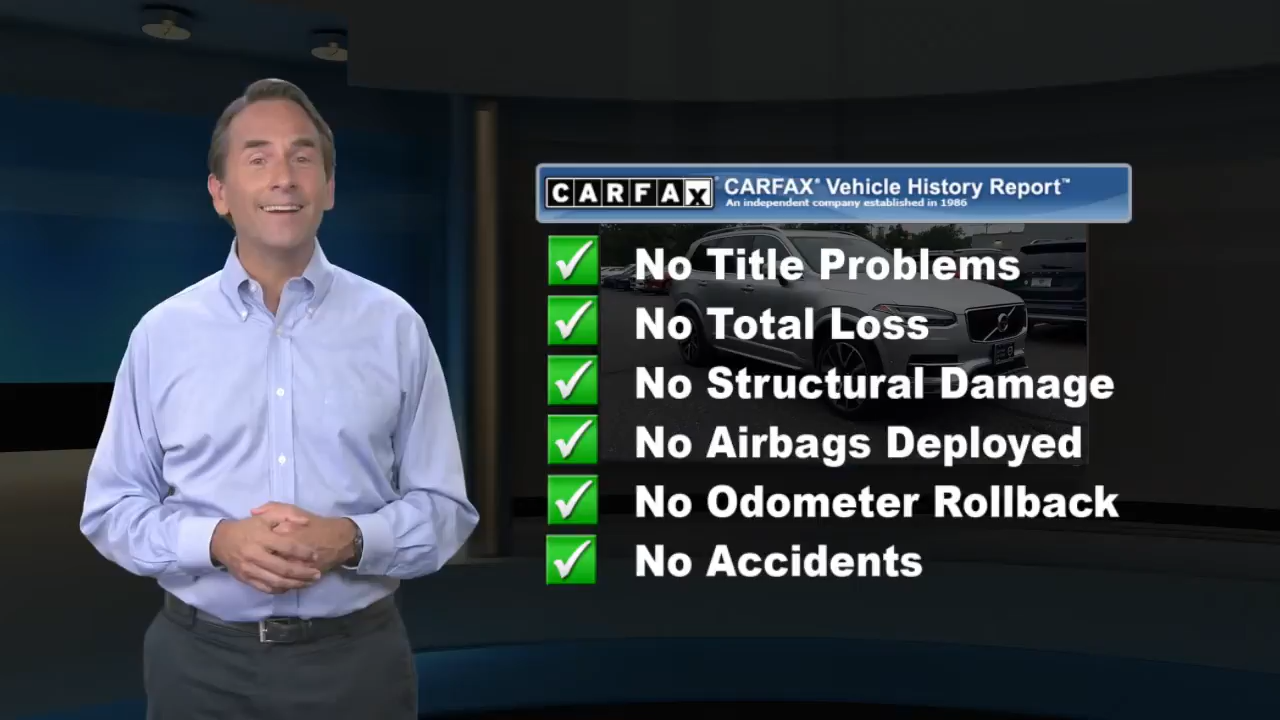 CARFAX® CARFAX® Vehicle History Report™
An independent company established in 1986
No Title Problems
No Total Loss
No Structural Damage
No Airbags Deployed
No Odometer Rollback
No Accidents